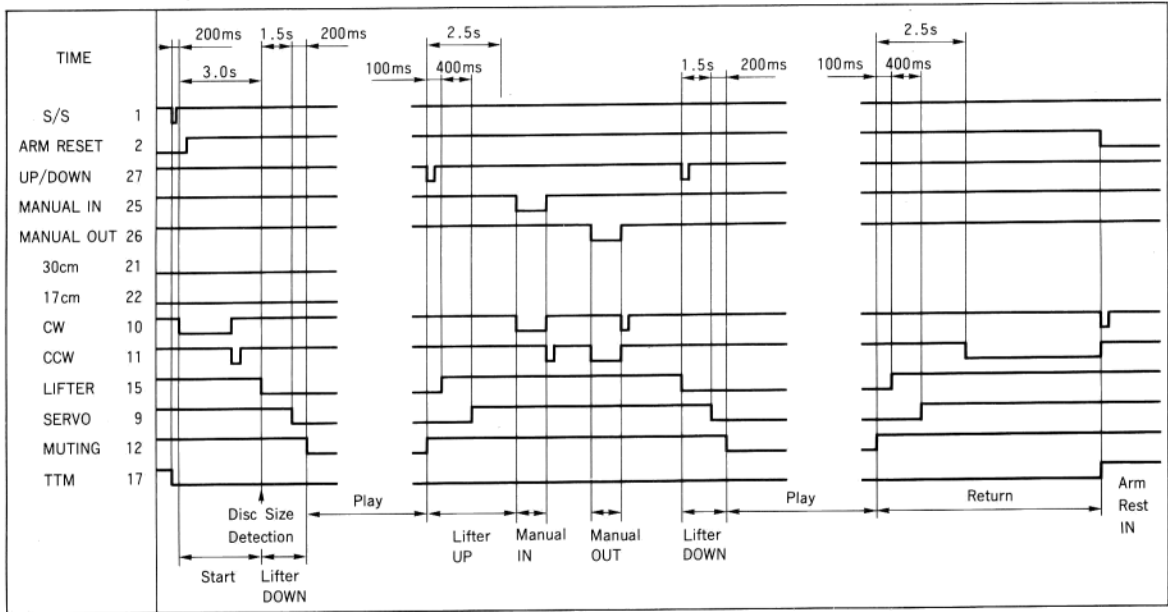 200ms 1.5s 200ms 2.5s 2.5s
TIME
3.0s 100ms 400ms 1.5s 200ms 100ms 400ms
S/S 1
ARM RESET 2
UP/DOWN 27
MANUAL IN 25
MANUAL OUT 26
30cm 21
17cm 22
CW 10
CCW 11
LIFTER 15
SERVO 9
MUTING 12
TTM 17
Play Play Return Arm
Rest
IN
Disc Size
Detection
Lifter
UP
Manual
IN
Manual
OUT
Lifter
DOWN
Start Lifter
DOWN